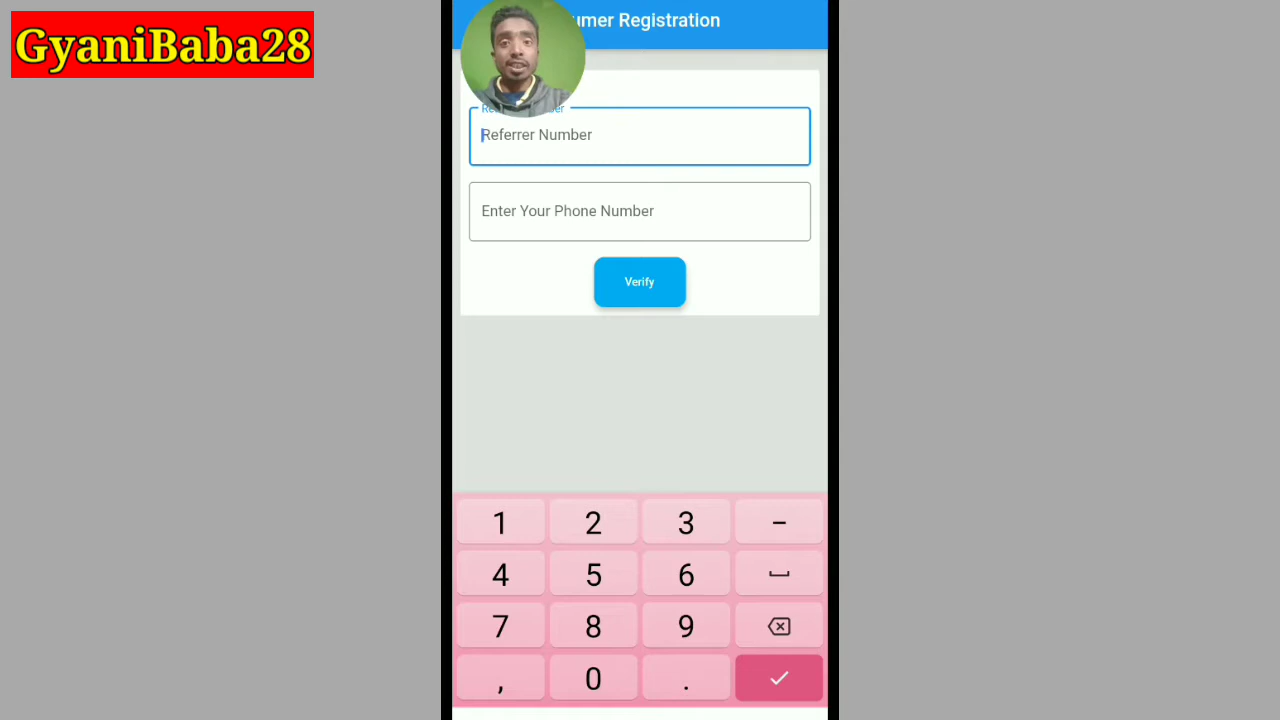 GyaniBaba28
umer Registration
Referrer Number
Enter Your Phone Number
Verify
1 2 3 -
4 5 6
7 8 9
, 0 .